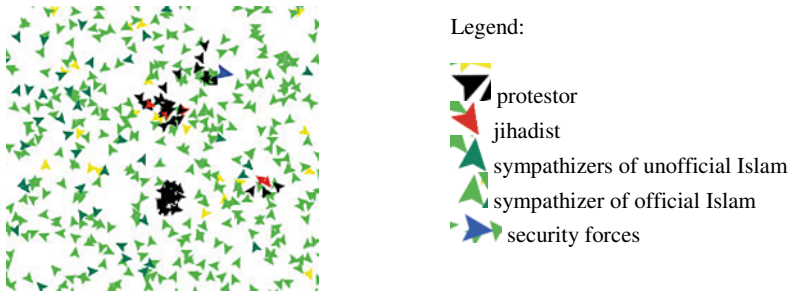 Legend:
protestor
jihadist
sympathizers of unofficial Islam
sympathizer of official Islam
security forces